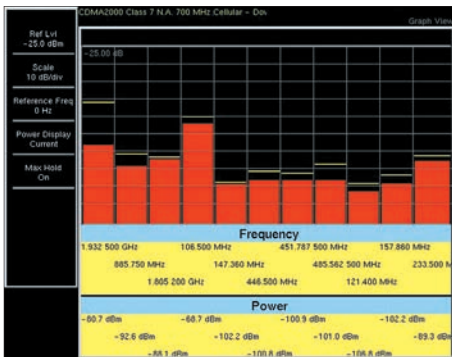 CDMA2000 Class 7 N.A. 700 MHz Cellular - Dow
Graph View
Ref Lvl
-25.0 dBm
Scale
10 dB/div
Reference Freq
0 Hz
Power Display
Current
Max Hold
On
-25.00 dB
Frequency
1.932 500 GHz 106.500 MHz 451.787 500 MHz 157.860 MHz
885.750 MHz 147.360 MHz 485.562 500 MHz 233.500 M
1.805 200 GHz 446.500 MHz 121.400 MHz
Power
-80.7 dBm -68.7 dBm -100.9 dBm -102.2 dBm
-92.6 dBm -102.2 dBm -101.0 dBm -89.3 dBm
-88.1 dBm -100.8 dBm -106.8 dBm